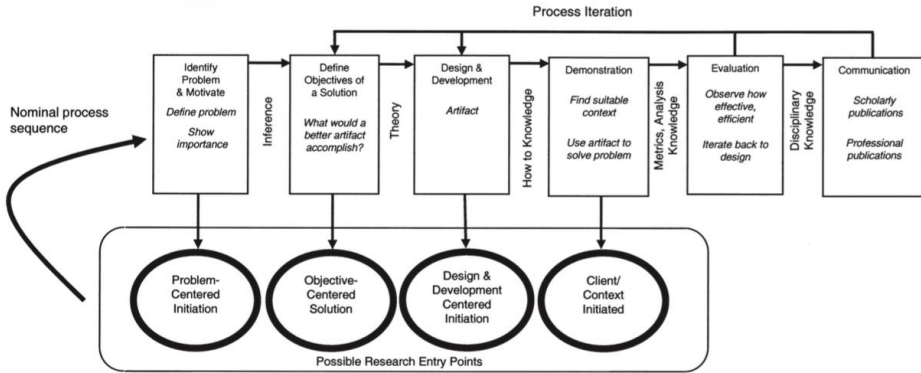 Process Iteration
Nominal process
sequence
Identify
Problem
& Motivate
Define problem
Show
importance
Inference
Define
Objectives of
a Solution
What would a
better artifact
accomplish?
Theory
Design &
Development
Artifact
How to Knowledge
Demonstration
Find suitable
context
Use artifact to
solve problem
Metrics, Analysis
Knowledge
Evaluation
Observe how
effective,
efficient
Iterate back to
design
Disciplinary
Knowledge
Communication
Scholarly
publications
Professional
publications
Problem-
Centered
Initiation
Objective-
Centered
Solution
Design &
Development
Centered
Initiation
Client/
Context
Initiated
Possible Research Entry Points